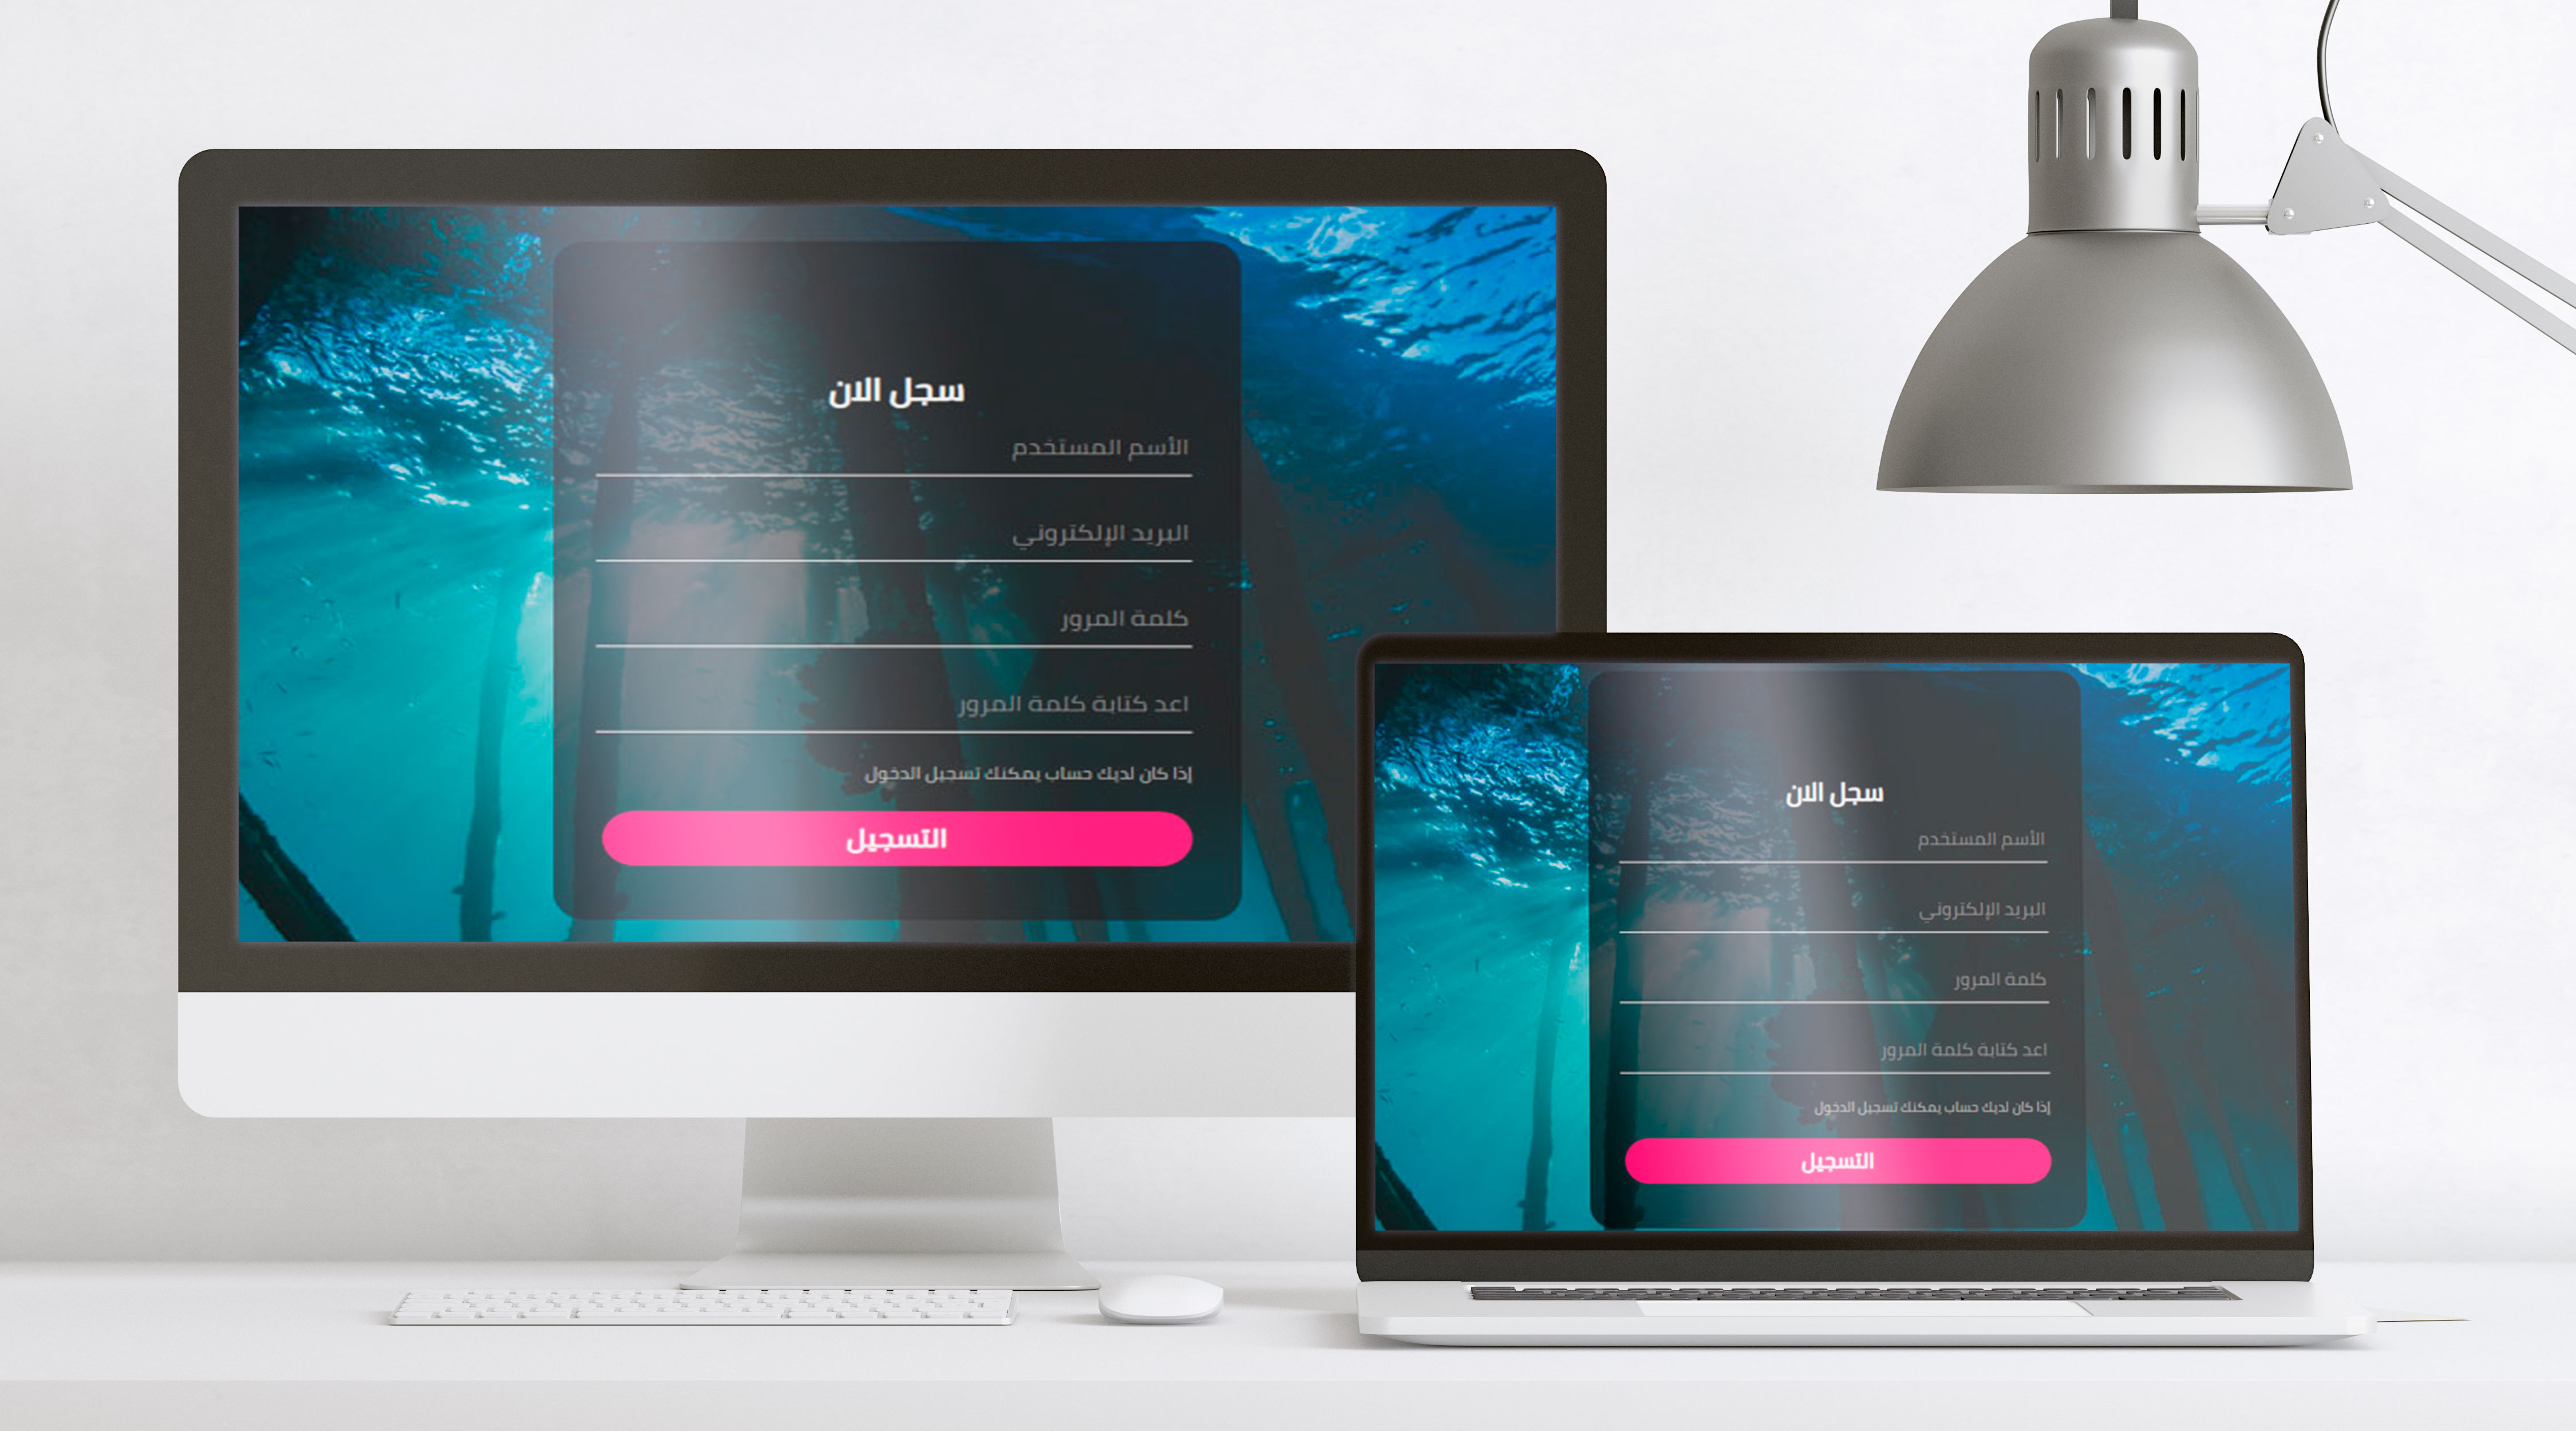 سجل الان
الأسم المستخدم
البريد الإلكتروني
كلمة المرور
اعد كتابة كلمة المرور
إذا كان لديك حساب يمكنك تسجيل الدخول
التسجيل
سجل الان
الأسم المستخدم
البريد الإلكتروني
كلمة المرور
اعد كتابة كلمة المرور
إذا كان لديك حساب يمكنك تسجيل الدخول
التسجيل